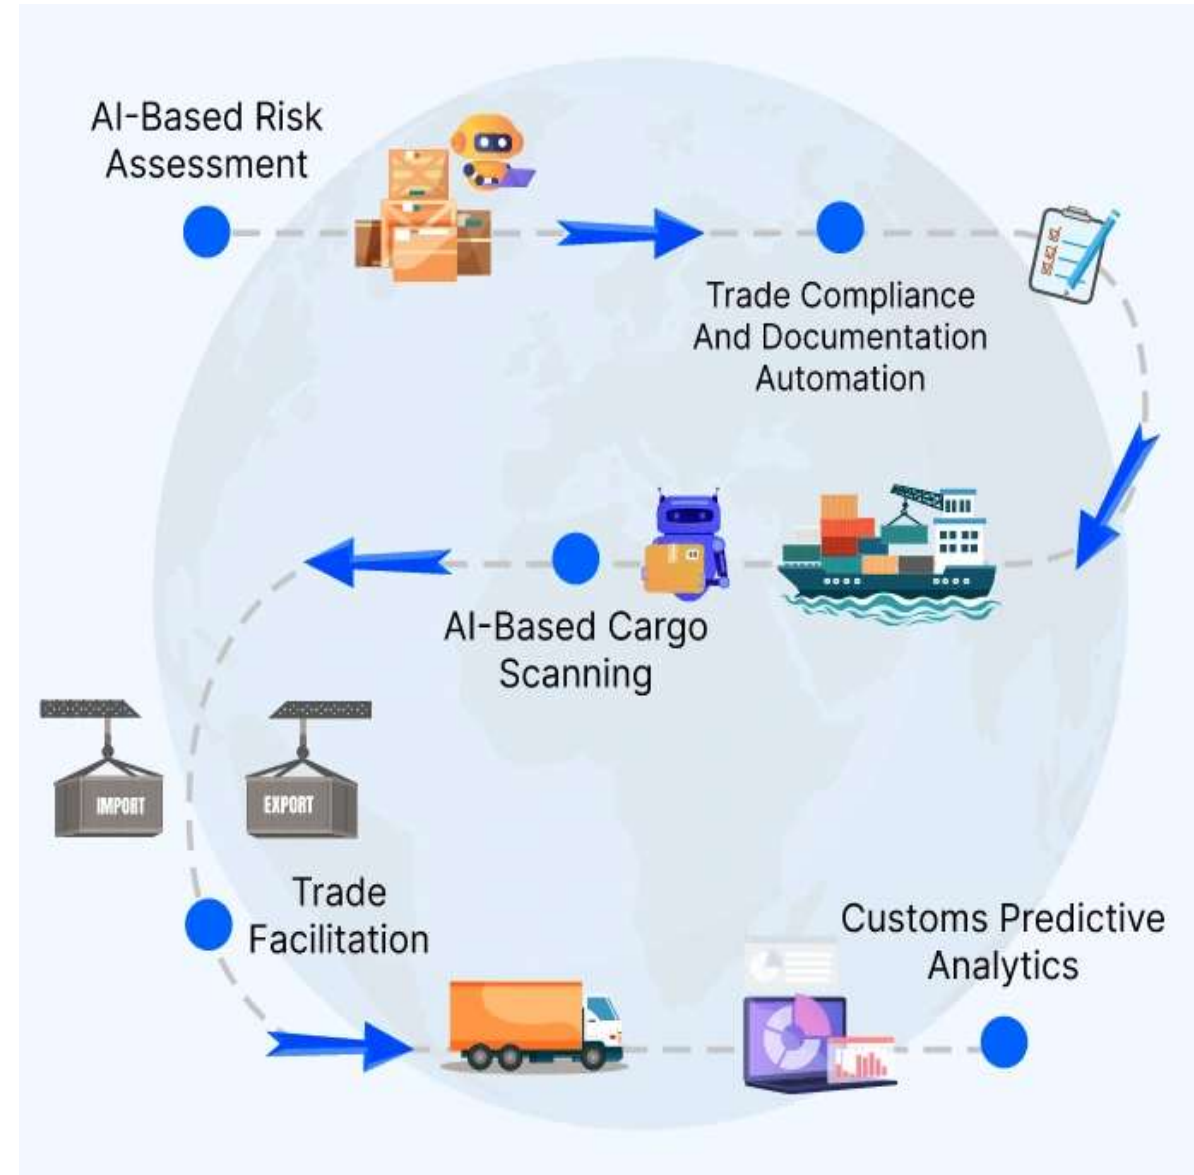 AI-Based Risk
Assessment
Trade Compliance
And Documentation
Automation
AI-Based Cargo
Scanning
IMPORT
EXPORT
Trade
Facilitation
Customs Predictive
Analytics